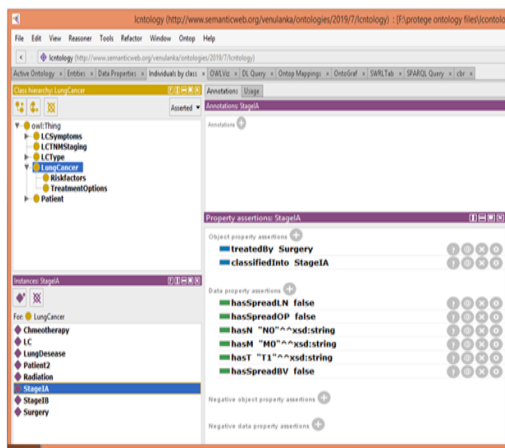 lcntology (http://www.semanticweb.org/venulanka/ontologies/2019/7/lcntology) : [F:\protege ontology files\lcontolo
File Edit View Reasoner Tools Refactor Window Ontop Help
lcntology (http://www.semanticweb.org/venulanka/ontologies/2019/7/lcntology)
Active Ontology × Entities × Data Properties × Individuals by class × OWLViz × DL Query × Ontop Mappings × OntoGraf × SWRLTab × SPARQL Query × cbr ×
Class hierarchy: LungCancer
Asserted
owl:Thing
LCSymptoms
LCTNMStaging
LCType
LungCancer
Riskfactors
TreatmentOptions
Patient
Instances: StageIA
For: LungCancer
Chmeotherapy
LC
LungDesease
Patient2
Radiation
StageIA
StageIB
Surgery
Annotations Usage
Annotations: StageIA
Annotations
Property assertions: StageIA
Object property assertions
treatedBy Surgery
classifiedInto StageIA
Data property assertions
hasSpreadLN false
hasSpreadOP false
hasN "N0"^^xsd:string
hasM "M0"^^xsd:string
hasT "T1"^^xsd:string
hasSpreadBV false
Negative object property assertions
Negative data property assertions